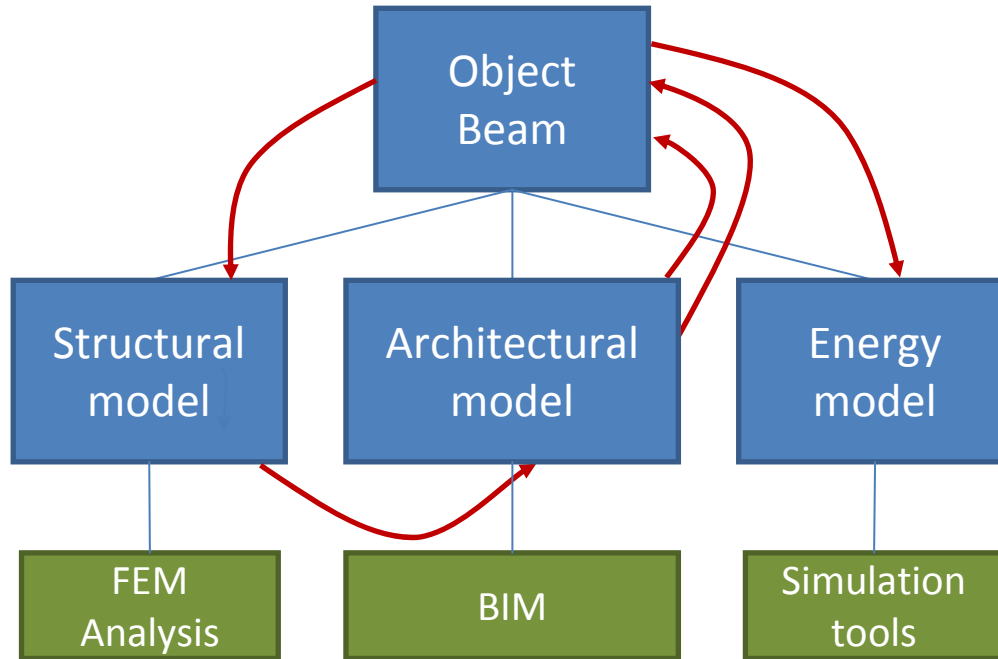 Object
Beam
Structural
model
Architectural
model
Energy
model
FEM
Analysis
BIM
Simulation
tools